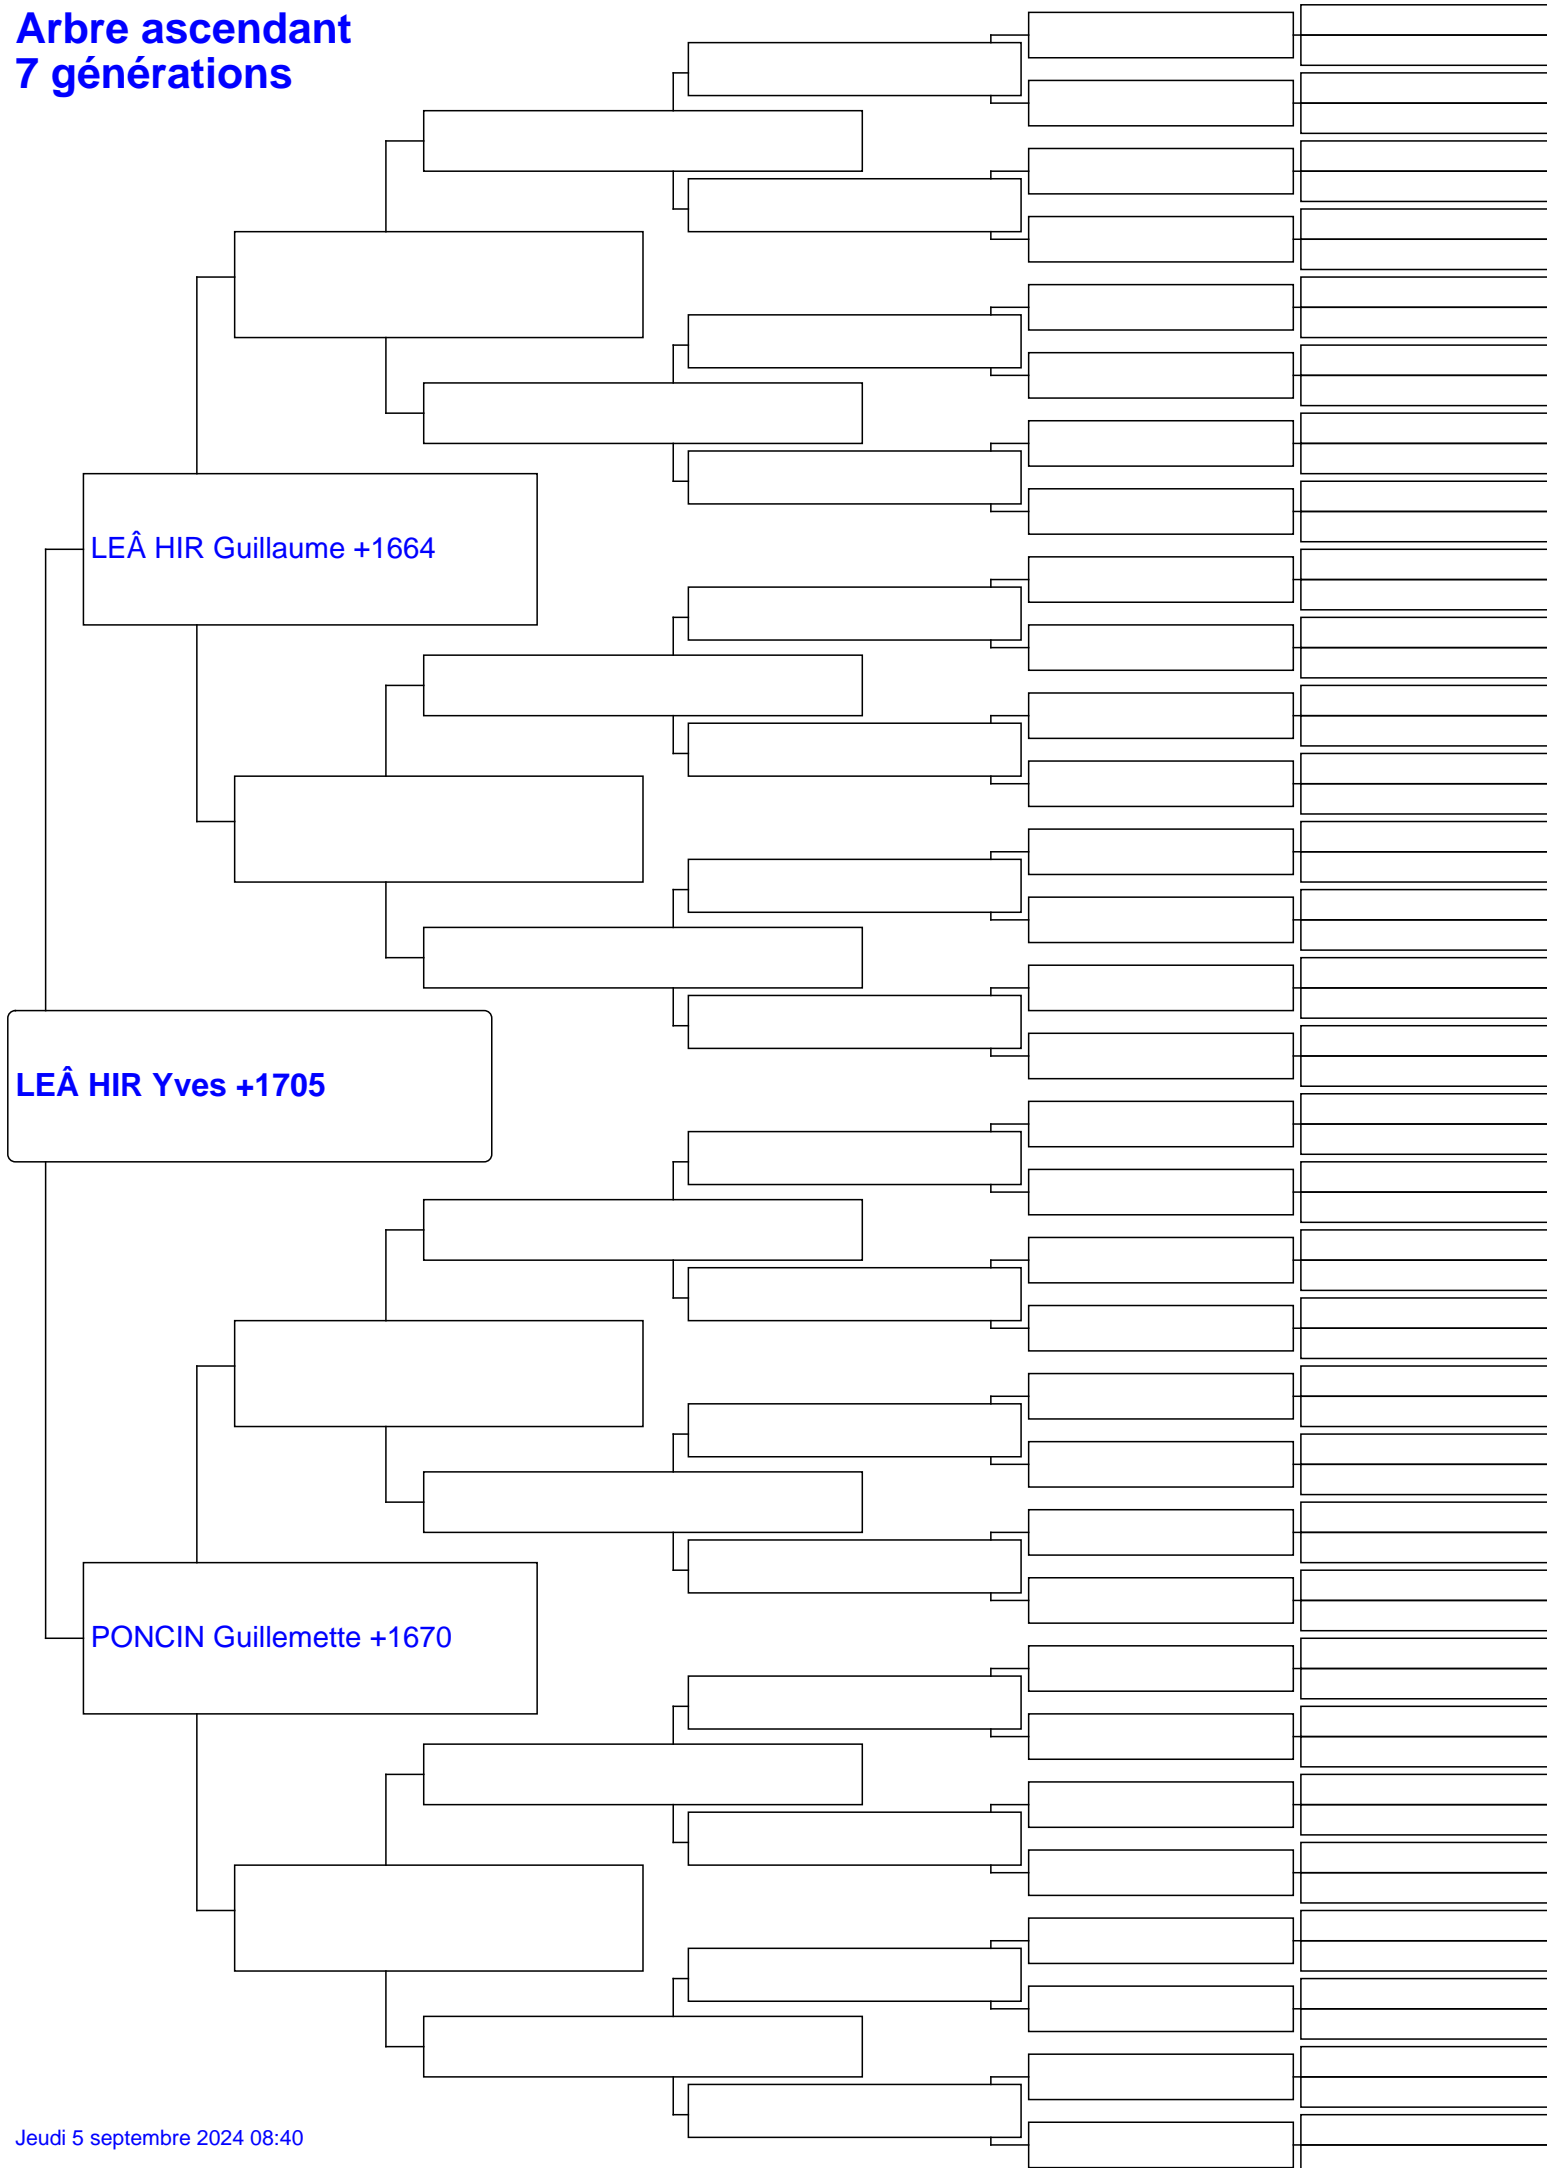 Arbre ascendant
7 générations
LEÂ HIR Guillaume +1664
LEÂ HIR Yves +1705
PONCIN Guillemette +1670
Jeudi 5 septembre 2024 08:40